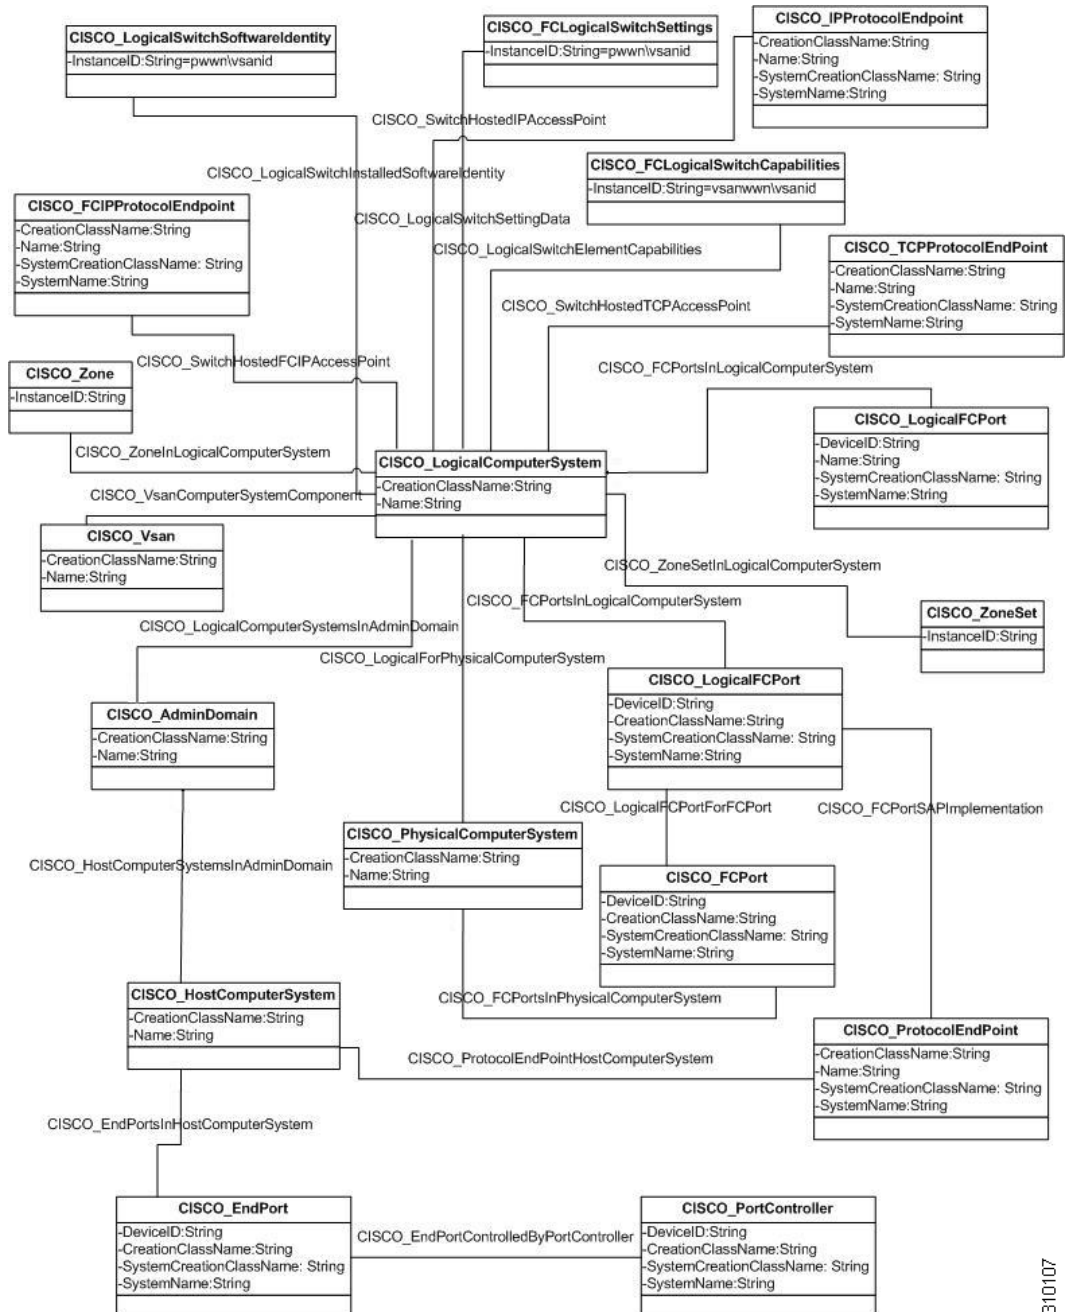 CISCO_LogicalSwitchSoftwareIdentity
-InstanceID:String=pwwn\vsanid
CISCO_FCLogicalSwitchSettings
-InstanceID:String=pwwn\vsanid
CISCO_IPProtocolEndpoint
-CreationClassName:String
-Name:String
-SystemCreationClassName: String
-SystemName:String
CISCO_SwitchHostedIPAccessPoint
CISCO_LogicalSwitchInstalledSoftwareIdentity
CISCO_FCLogicalSwitchCapabilities
-InstanceID:String=vsanwwn\vsanid
CISCO_FCIPProtocolEndpoint
-CreationClassName:String
-Name:String
-SystemCreationClassName: String
-SystemName:String
CISCO_LogicalSwitchSettingData
CISCO_LogicalSwitchElementCapabilities
CISCO_TCPProtocolEndPoint
-CreationClassName:String
-Name:String
-SystemCreationClassName: String
-SystemName:String
CISCO_SwitchHostedTCPAccessPoint
CISCO_SwitchHostedFCIPAccessPoint
CISCO_FCPortsInLogicalComputerSystem
CISCO_Zone
-InstanceID:String
CISCO_LogicalFCPort
-DeviceID:String
-Name:String
-SystemCreationClassName: String
-SystemName:String
CISCO_ZoneInLogicalComputerSystem
CISCO_LogicalComputerSystem
-CreationClassName:String
-Name:String
CISCO_VsanComputerSystemComponent
CISCO_Vsan
-CreationClassName:String
-Name:String
CISCO_ZoneSetInLogicalComputerSystem
CISCO_FCPortsInLogicalComputerSystem
CISCO_ZoneSet
-InstanceID:String
CISCO_LogicalComputerSystemsInAdminDomain
CISCO_LogicalForPhysicalComputerSystem
CISCO_LogicalFCPort
-DeviceID:String
-CreationClassName:String
-SystemCreationClassName: String
-SystemName:String
CISCO_AdminDomain
-CreationClassName:String
-Name:String
CISCO_LogicalFCPortForFCPort
CISCO_FCPortSAPImplementation
CISCO_PhysicalComputerSystem
-CreationClassName:String
-Name:String
CISCO_HostComputerSystemsInAdminDomain
CISCO_FCPort
-DeviceID:String
-CreationClassName:String
-SystemCreationClassName: String
-SystemName:String
CISCO_HostComputerSystem
-CreationClassName:String
-Name:String
CISCO_FCPortsInPhysicalComputerSystem
CISCO_ProtocolEndPoint
-CreationClassName:String
-Name:String
-SystemCreationClassName: String
-SystemName:String
CISCO_ProtocolEndPointHostComputerSystem
CISCO_EndPortsInHostComputerSystem
CISCO_EndPort
-DeviceID:String
-CreationClassName:String
-SystemCreationClassName: String
-SystemName:String
CISCO_EndPortControlledByPortController
CISCO_PortController
-DeviceID:String
-CreationClassName:String
-SystemCreationClassName: String
-SystemName:String
310107